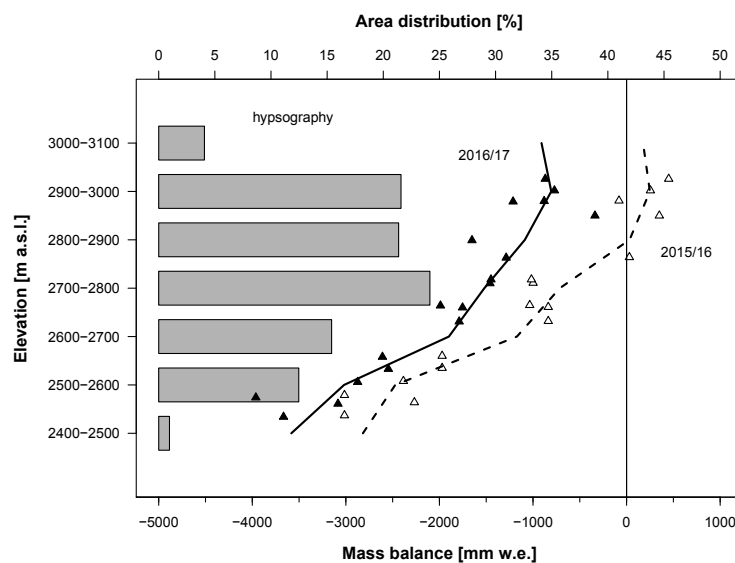 Area distribution [%]
0 5 10 15 20 25 30 35 40 45 50
hypsography
2016/17
2015/16
Elevation [m a.s.l.]
3000−3100
2900−3000
2800−2900
2700−2800
2600−2700
2500−2600
2400−2500
−5000 −4000 −3000 −2000 −1000 0 1000
Mass balance [mm w.e.]